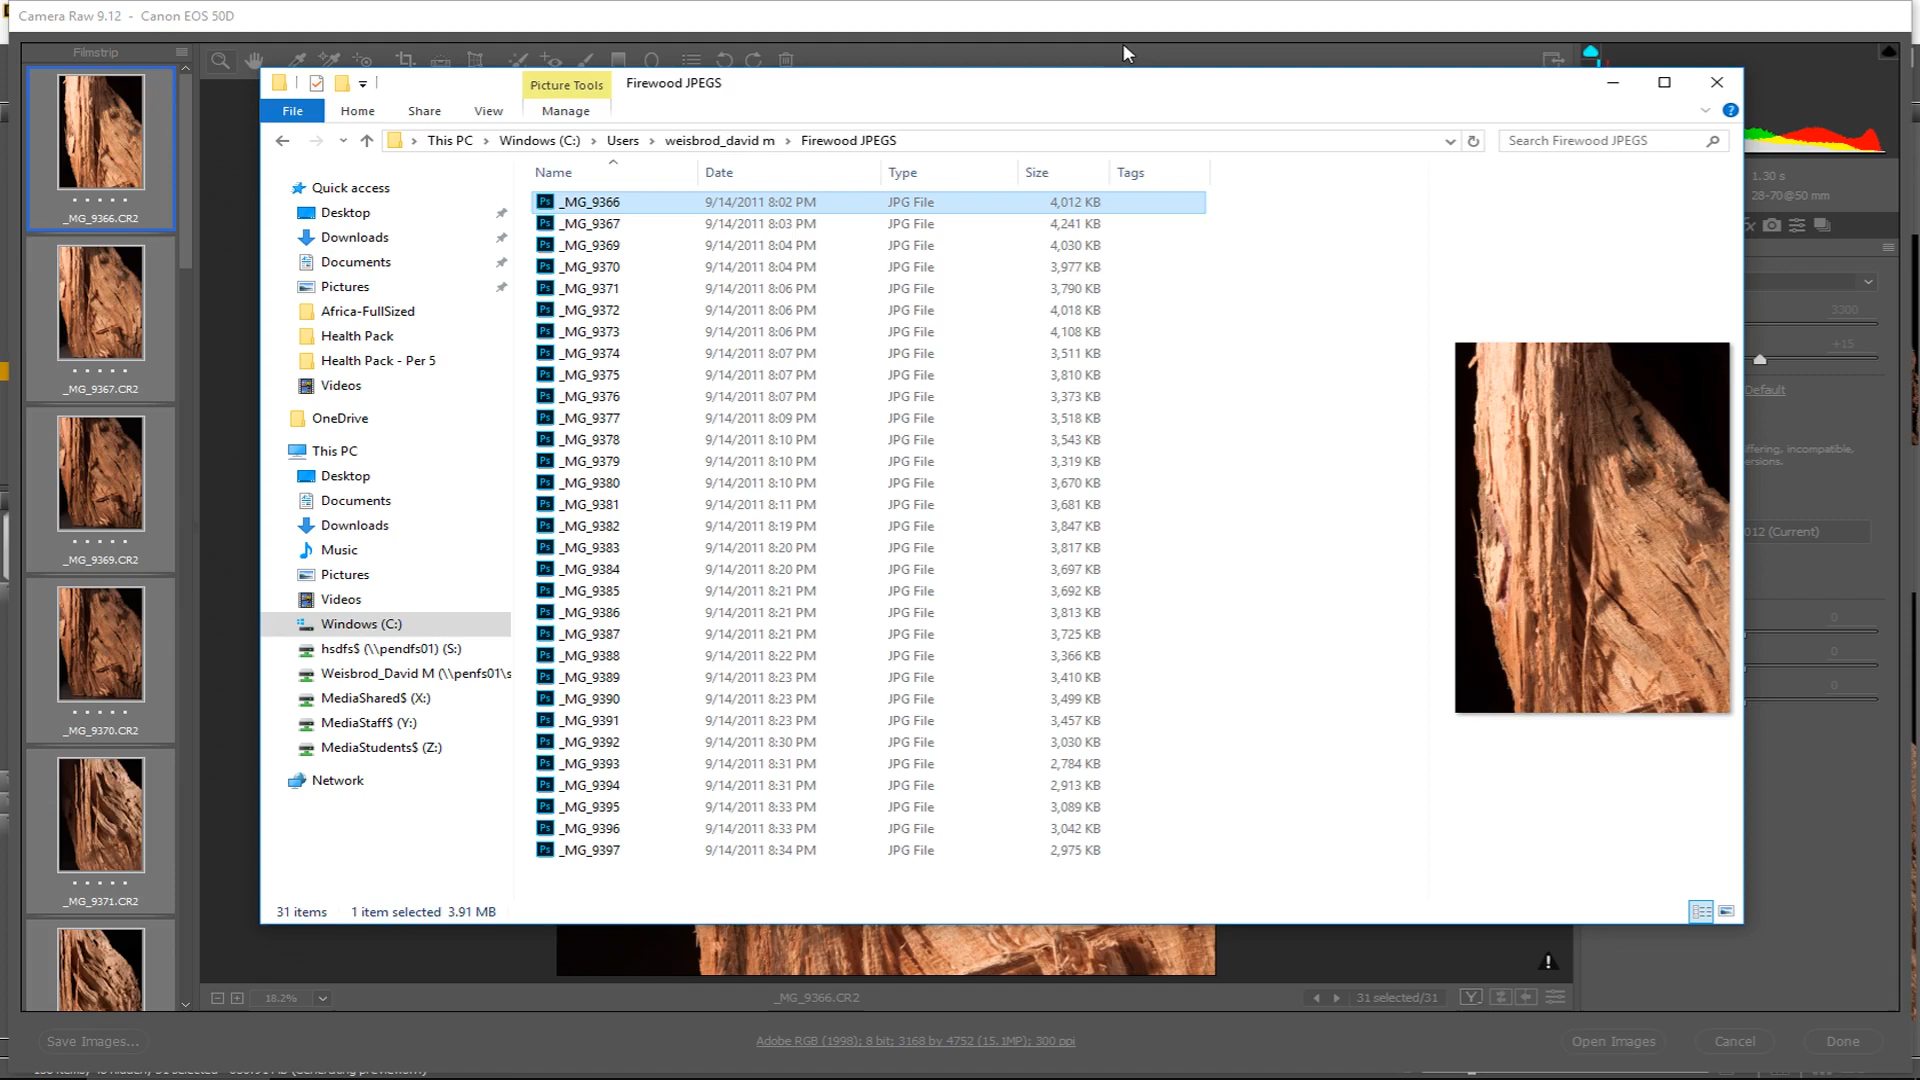 Camera Raw 9.12 - Canon EOS 50D
Filmstrip
_MG_9366.CR2
_MG_9367.CR2
_MG_9369.CR2
_MG_9370.CR2
_MG_9371.CR2
Picture Tools
Firewood JPEGS
File
Home
Share
View
Manage
This PC
Windows (C:)
Users
weisbrod_david m
Firewood JPEGS
Search Firewood JPEGS
Quick access
Desktop
Downloads
Documents
Pictures
Africa-FullSized
Health Pack
Health Pack - Per 5
Videos
OneDrive
This PC
Desktop
Documents
Downloads
Music
Pictures
Videos
Windows (C:)
hsdfs$ (\\pendfs01) (S:)
Weisbrod_David M (\\penfs01\s
MediaShared$ (X:)
MediaStaff$ (Y:)
MediaStudents$ (Z:)
Network
Name Date Type Size Tags
_MG_9366 9/14/2011 8:02 PM JPG File 4,012 KB
_MG_9367 9/14/2011 8:03 PM JPG File 4,241 KB
_MG_9369 9/14/2011 8:04 PM JPG File 4,030 KB
_MG_9370 9/14/2011 8:04 PM JPG File 3,977 KB
_MG_9371 9/14/2011 8:06 PM JPG File 3,790 KB
_MG_9372 9/14/2011 8:06 PM JPG File 4,018 KB
_MG_9373 9/14/2011 8:06 PM JPG File 4,108 KB
_MG_9374 9/14/2011 8:07 PM JPG File 3,511 KB
_MG_9375 9/14/2011 8:07 PM JPG File 3,810 KB
_MG_9376 9/14/2011 8:07 PM JPG File 3,373 KB
_MG_9377 9/14/2011 8:09 PM JPG File 3,518 KB
_MG_9378 9/14/2011 8:10 PM JPG File 3,543 KB
_MG_9379 9/14/2011 8:10 PM JPG File 3,319 KB
_MG_9380 9/14/2011 8:10 PM JPG File 3,670 KB
_MG_9381 9/14/2011 8:11 PM JPG File 3,681 KB
_MG_9382 9/14/2011 8:19 PM JPG File 3,847 KB
_MG_9383 9/14/2011 8:20 PM JPG File 3,817 KB
_MG_9384 9/14/2011 8:20 PM JPG File 3,697 KB
_MG_9385 9/14/2011 8:21 PM JPG File 3,692 KB
_MG_9386 9/14/2011 8:21 PM JPG File 3,813 KB
_MG_9387 9/14/2011 8:21 PM JPG File 3,725 KB
_MG_9388 9/14/2011 8:22 PM JPG File 3,366 KB
_MG_9389 9/14/2011 8:23 PM JPG File 3,410 KB
_MG_9390 9/14/2011 8:23 PM JPG File 3,499 KB
_MG_9391 9/14/2011 8:23 PM JPG File 3,457 KB
_MG_9392 9/14/2011 8:30 PM JPG File 3,030 KB
_MG_9393 9/14/2011 8:31 PM JPG File 2,784 KB
_MG_9394 9/14/2011 8:31 PM JPG File 2,913 KB
_MG_9395 9/14/2011 8:33 PM JPG File 3,089 KB
_MG_9396 9/14/2011 8:33 PM JPG File 3,042 KB
_MG_9397 9/14/2011 8:34 PM JPG File 2,975 KB
31 items 1 item selected 3.91 MB
1.30 s
28-70@50 mm
3300
+15
Default
ffering, incompatible,
ersions.
012 (Current)
0
0
0
18.2%
_MG_9366.CR2
31 selected/31
Y
Save Images...
Adobe RGB (1998); 8 bit; 3168 by 4752 (15.1MP); 300 ppi
Open Images
Cancel
Done